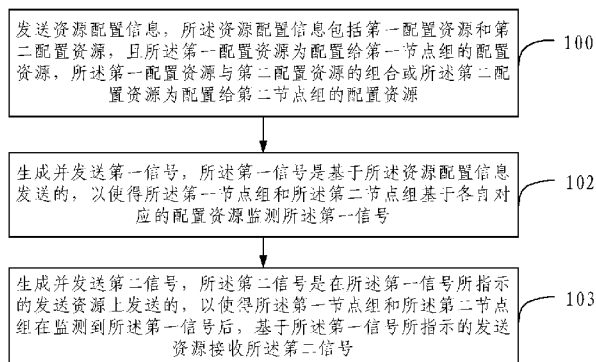 发送资源配置信息，所述资源配置信息包括第一配置资源和第
二配置资源，且所述第一配置资源为配置给第一节点组的配置
资源，所述第一配置资源与第二配置资源的组合或所述第二配
置资源为配置给第二节点组的配置资源
100
生成并发送第一信号，所述第一信号是基于所述资源配置信息
发送的，以使得所述第一节点组和所述第二节点组基于各自对
应的配置资源监测所述第一信号
102
生成并发送第二信号，所述第二信号是在所述第一信号所指示
的发送资源上发送的，以使得所述第一节点组和所述第二节点
组在监测到所述第一信号后，基于所述第一信号所指示的发送
资源接收所述第二信号
103